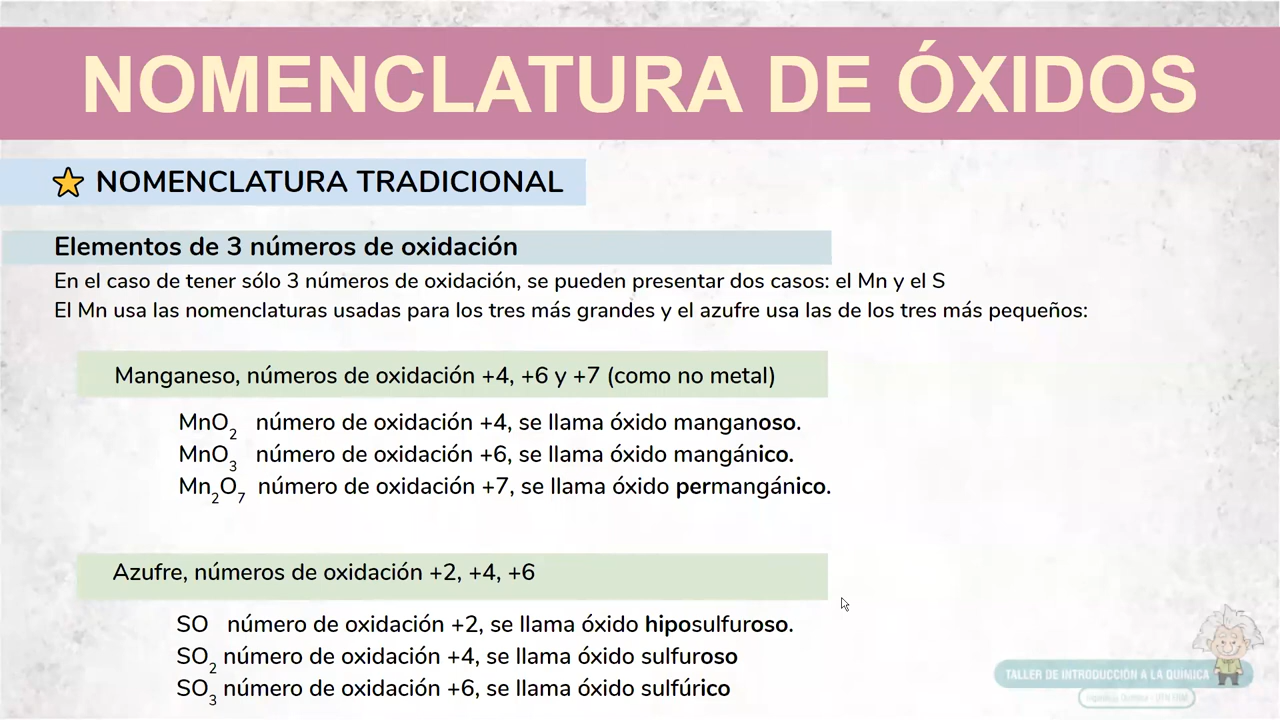 NOMENCLATURA DE ÓXIDOS
NOMENCLATURA TRADICIONAL
Elementos de 3 números de oxidación
En el caso de tener sólo 3 números de oxidación, se pueden presentar dos casos: el Mn y el S
El Mn usa las nomenclaturas usadas para los tres más grandes y el azufre usa las de los tres más pequeños:
Manganeso, números de oxidación +4, +6 y +7 (como no metal)
MnO₂ número de oxidación +4, se llama óxido manganoso.
MnO₃ número de oxidación +6, se llama óxido mangánico.
Mn₂O₇ número de oxidación +7, se llama óxido permangánico.
Azufre, números de oxidación +2, +4, +6
SO número de oxidación +2, se llama óxido hiposulfuroso.
SO₂ número de oxidación +4, se llama óxido sulfuroso
SO₃ número de oxidación +6, se llama óxido sulfúrico
TALLER DE INTRODUCCIÓN A LA QUÍMICA